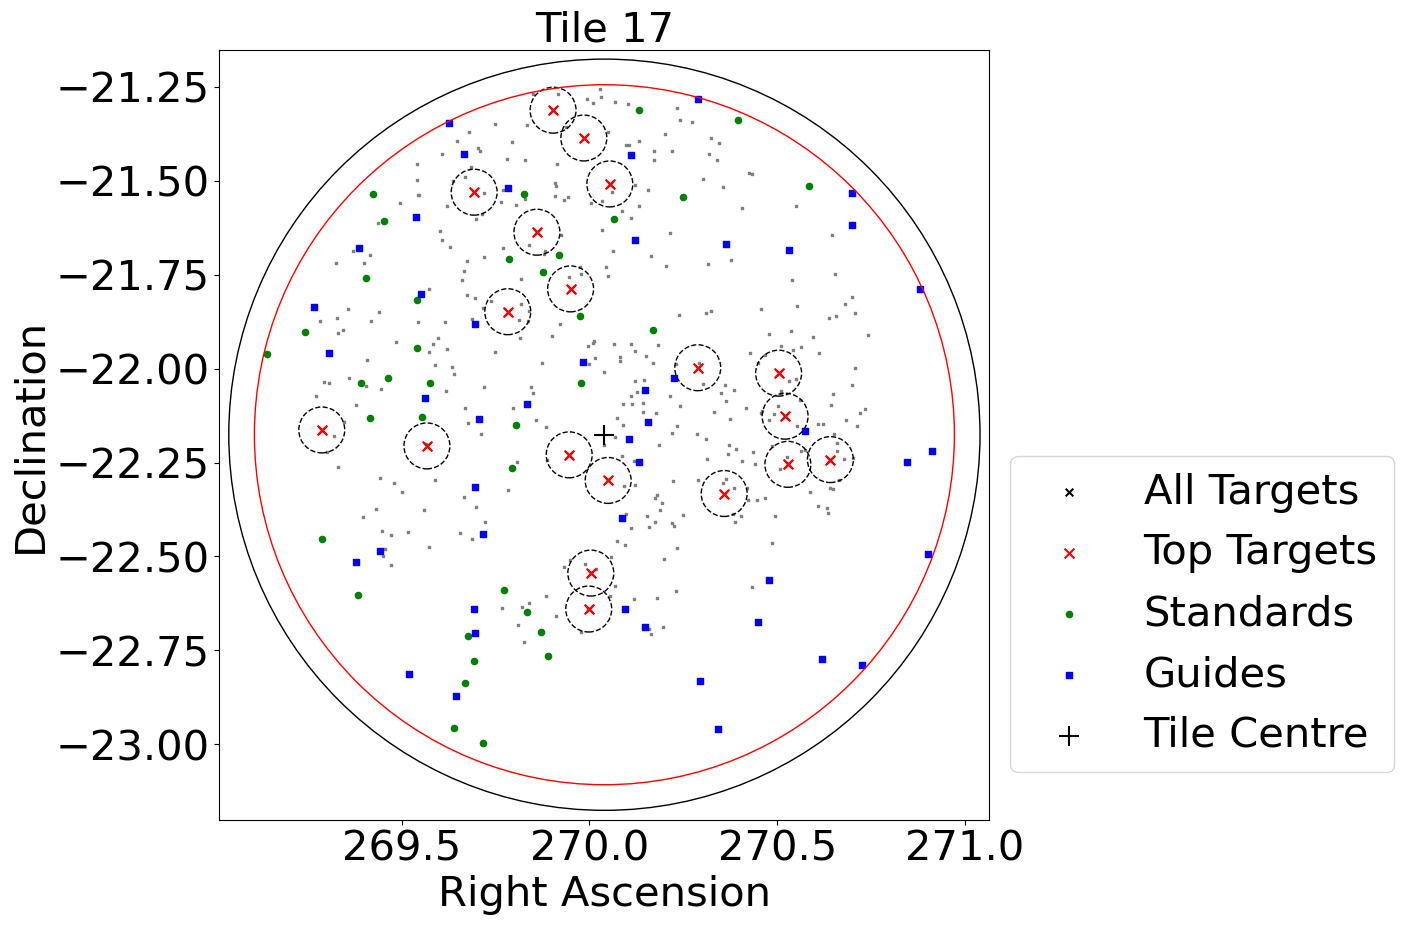 Tile 17
−21.25
−21.50
−21.75
−22.00
−22.25
−22.50
−22.75
−23.00
Declination
269.5 270.0 270.5 271.0
Right Ascension
All Targets
Top Targets
Standards
Guides
Tile Centre